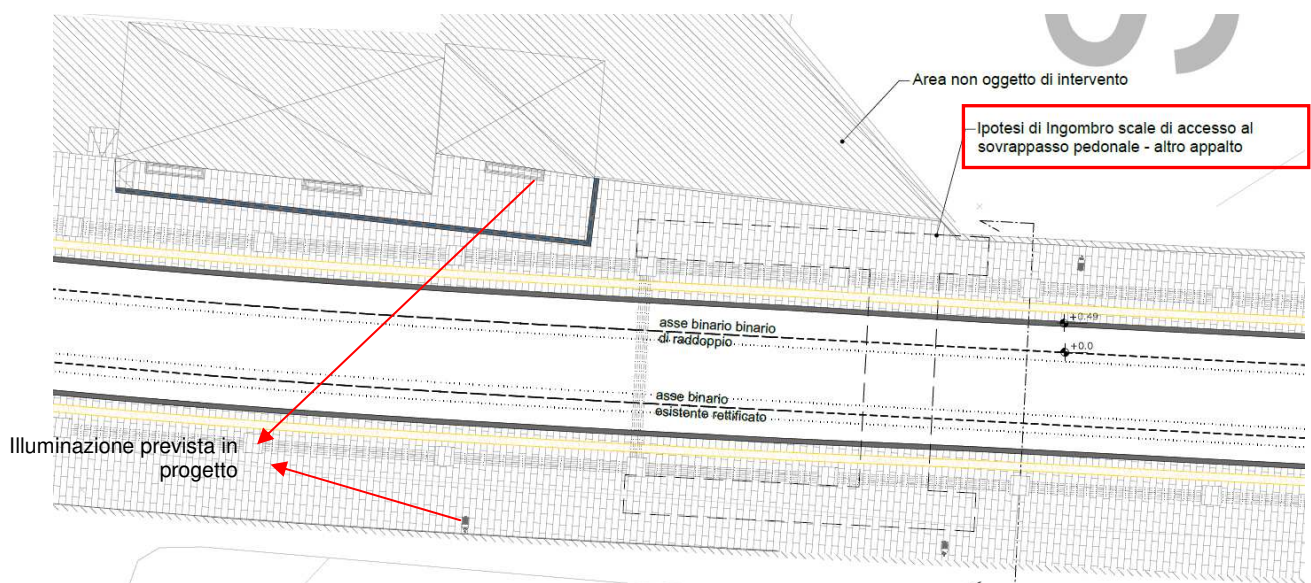 Area non oggetto di intervento
Ipotesi di Ingombro scale di accesso al
sovrappasso pedonale - altro appalto
+0.49
+0.0
asse binario binario
di raddoppio
asse binario
esistente rettificato
Illuminazione prevista in
progetto